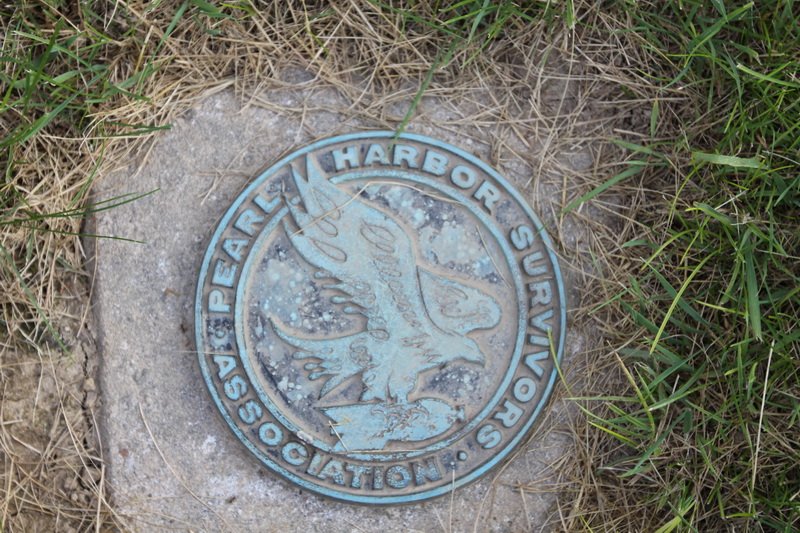 PEARL HARBOR SURVIVORS
ASSOCIATION